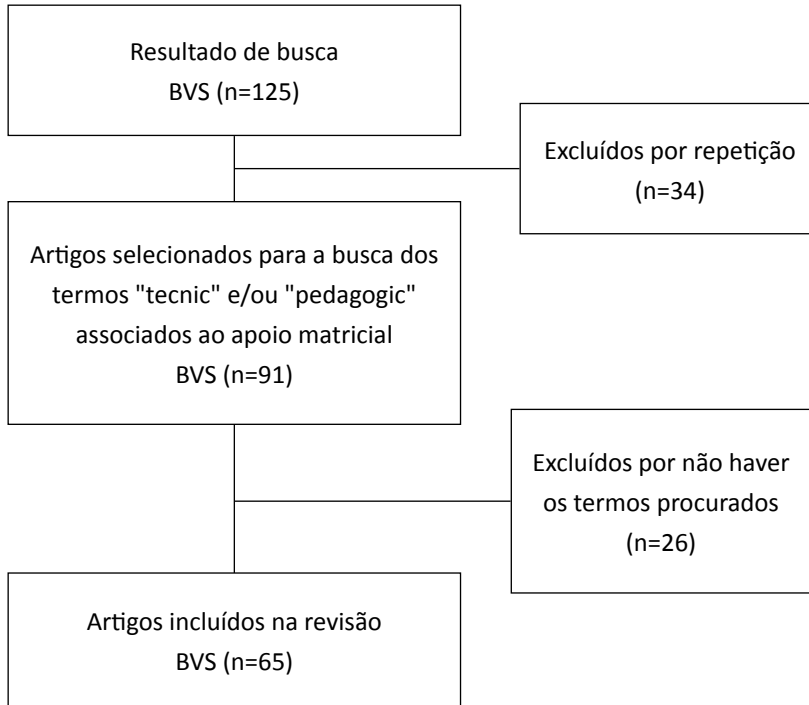 Resultado de busca
BVS (n=125)
Excluídos por repetição
(n=34)
Artigos selecionados para a busca dos
termos "tecnic" e/ou "pedagogic"
associados ao apoio matricial
BVS (n=91)
Excluídos por não haver
os termos procurados
(n=26)
Artigos incluídos na revisão
BVS (n=65)